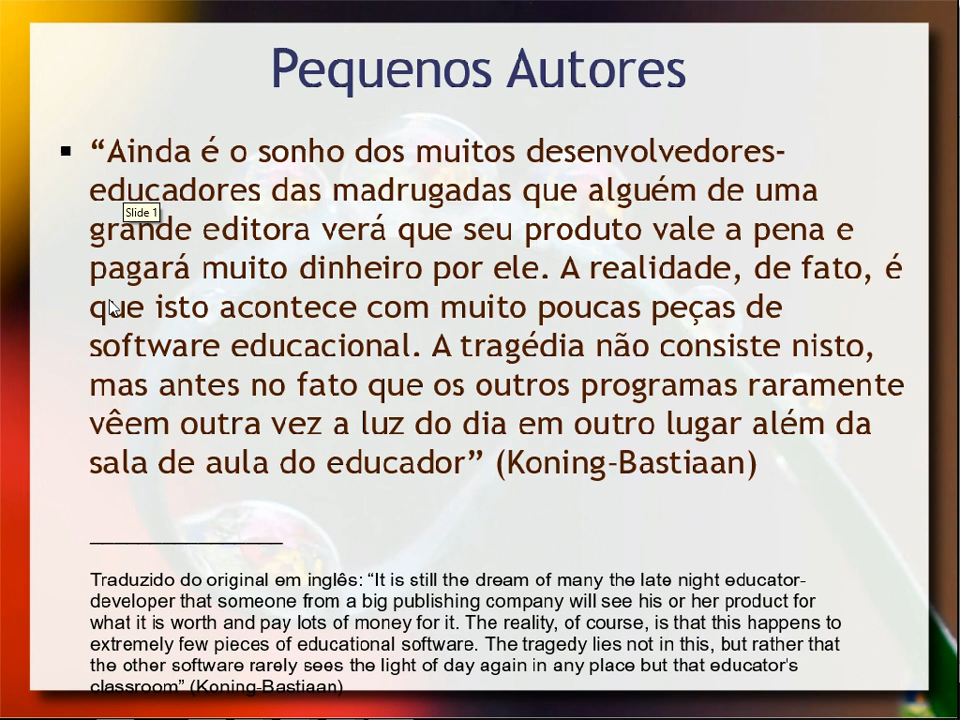 Pequenos Autores
▪ “Ainda é o sonho dos muitos desenvolvedores-
educadores das madrugadas que alguém de uma
Slide 1
grande editora verá que seu produto vale a pena e
pagará muito dinheiro por ele. A realidade, de fato, é
que isto acontece com muito poucas peças de
software educacional. A tragédia não consiste nisto,
mas antes no fato que os outros programas raramente
vêem outra vez a luz do dia em outro lugar além da
sala de aula do educador” (Koning-Bastiaan)
________________
Traduzido do original em inglês: “It is still the dream of many the late night educator-
developer that someone from a big publishing company will see his or her product for
what it is worth and pay lots of money for it. The reality, of course, is that this happens to
extremely few pieces of educational software. The tragedy lies not in this, but rather that
the other software rarely sees the light of day again in any place but that educator's
classroom” (Koning-Bastiaan)